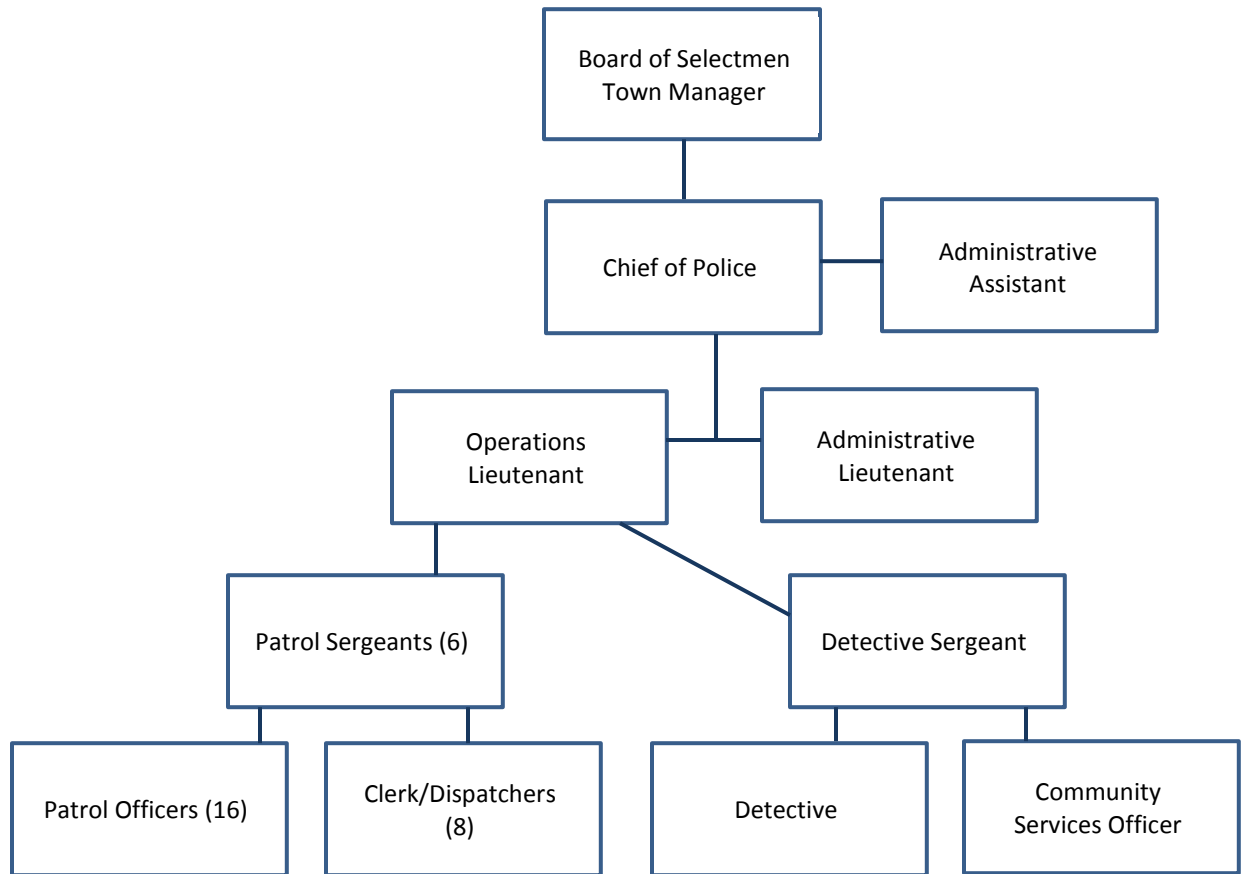 Board of Selectmen
Town Manager
Chief of Police
Administrative
Assistant
Operations
Lieutenant
Administrative
Lieutenant
Patrol Sergeants (6)
Detective Sergeant
Patrol Officers (16)
Clerk/Dispatchers
(8)
Detective
Community
Services Officer